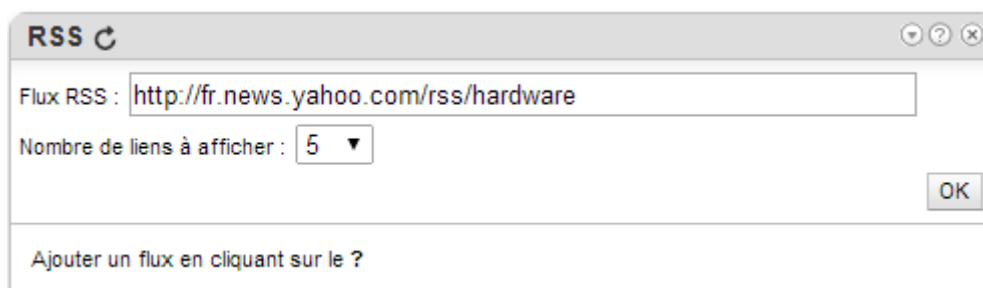 RSS
Flux RSS : http://fr.news.yahoo.com/rss/hardware
Nombre de liens à afficher : 5
OK
Ajouter un flux en cliquant sur le ?